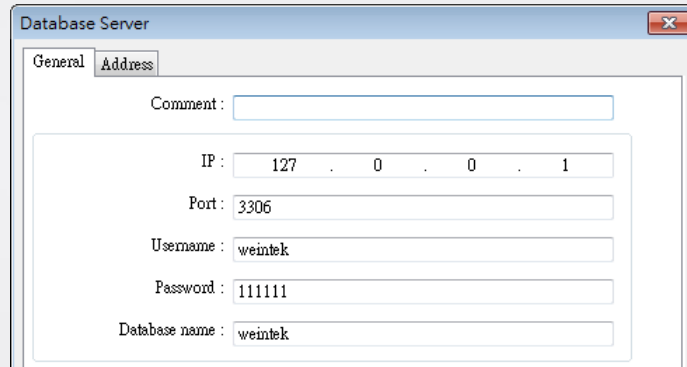 Database Server
General Address
Comment :
IP : 127 . 0 . 0 . 1
Port : 3306
Username : weintek
Password : 111111
Database name : weintek